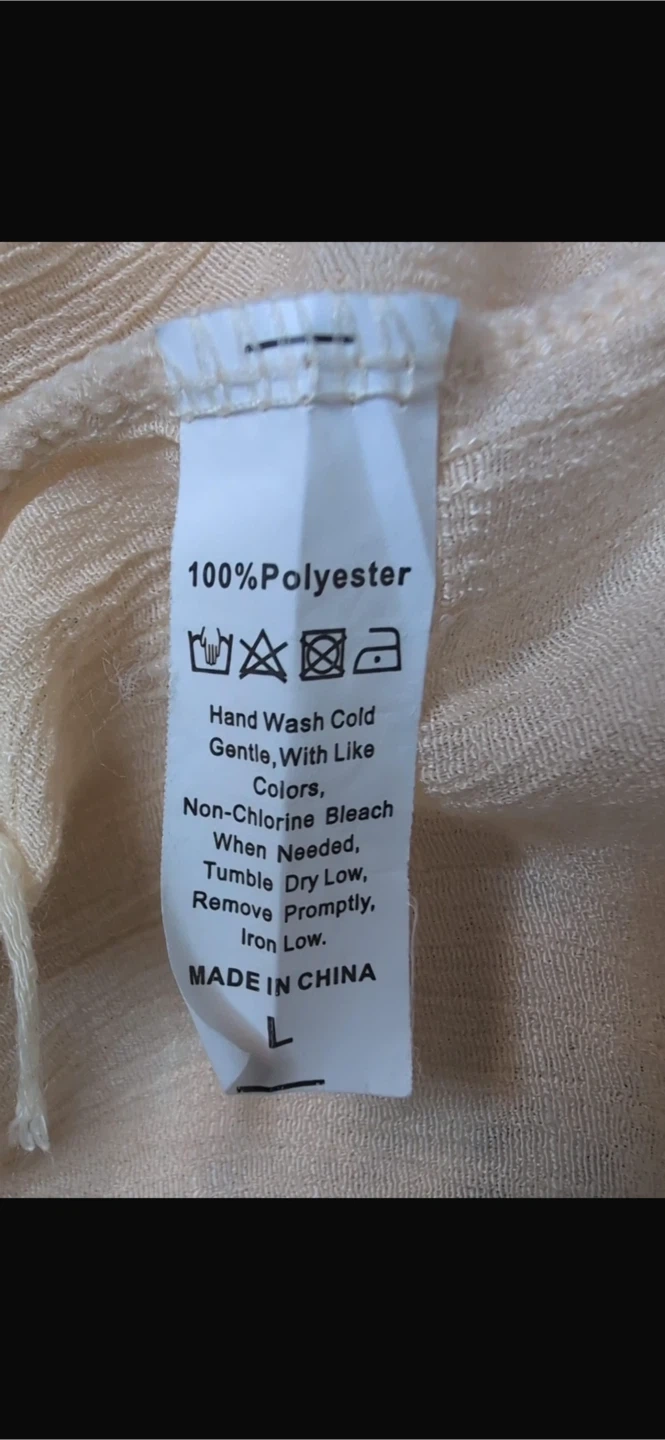 100%Polyester
Hand Wash Cold
Gentle,With Like
Colors,
Non-Chlorine Bleach
When Needed,
Tumble Dry Low,
Remove Promptly,
Iron Low.
MADE IN CHINA
L